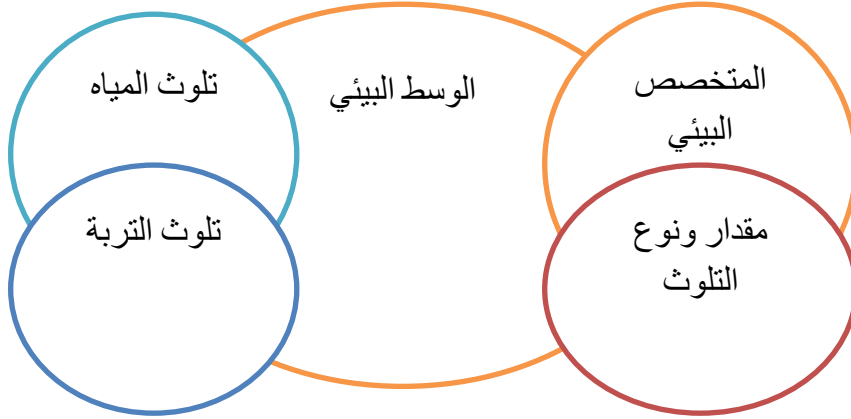 المتخصص
البيئي
الوسط البيئي
تلوث المياه
مقدار ونوع
التلوث
تلوث التربة